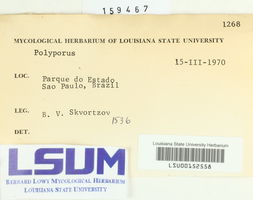 159467
1268
MYCOLOGICAL HERBARIUM OF LOUISIANA STATE UNIVERSITY
Polyporus
15-III-1970
LOC. Parque do Estado
Sao Paulo, Brazil
LEG. B. V. Skvortzov
1536
DET.
Louisiana State University Herbarium
LSU00152558
LSUM
BERNARD LOWY MYCOLOGICAL HERBARIUM
LOUISIANA STATE UNIVERSITY